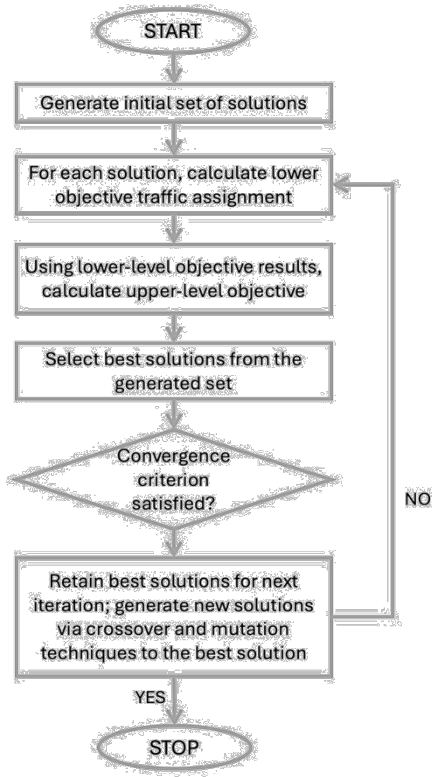 START
Generate initial set of solutions
For each solution, calculate lower
objective traffic assignment
Using lower-level objective results,
calculate upper-level objective
Select best solutions from the
generated set
Convergence
criterion
satisfied?
NO
Retain best solutions for next
iteration; generate new solutions
via crossover and mutation
techniques to the best solution
YES
STOP